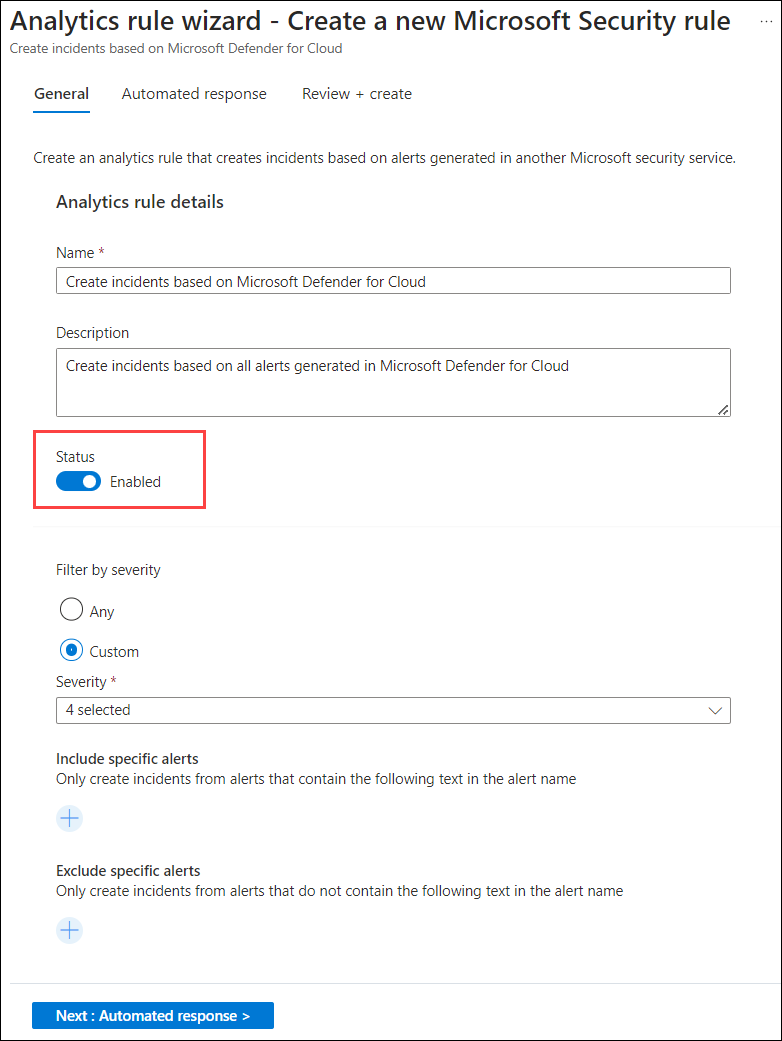 Analytics rule wizard - Create a new Microsoft Security rule ...
Create incidents based on Microsoft Defender for Cloud
General Automated response Review + create
Create an analytics rule that creates incidents based on alerts generated in another Microsoft security service.
Analytics rule details
Name *
Create incidents based on Microsoft Defender for Cloud
Description
Create incidents based on all alerts generated in Microsoft Defender for Cloud
Status
Enabled
Filter by severity
Any
Custom
Severity *
4 selected
Include specific alerts
Only create incidents from alerts that contain the following text in the alert name
Exclude specific alerts
Only create incidents from alerts that do not contain the following text in the alert name
Next : Automated response >